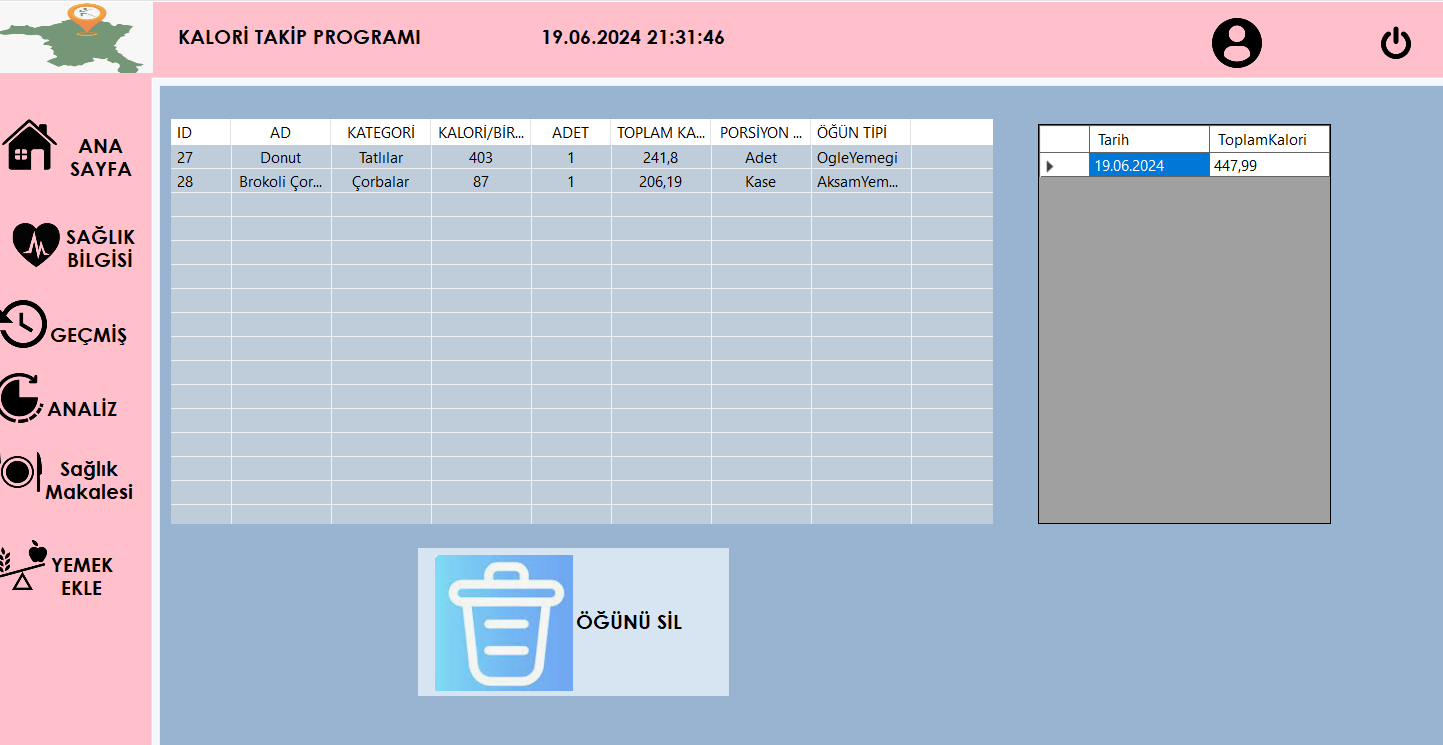 KALORİ TAKİP PROGRAMI
19.06.2024 21:31:46
ANA
SAYFA
SAĞLIK
BİLGİSİ
GEÇMİŞ
ANALİZ
Sağlık
Makalesi
YEMEK
EKLE
ID AD KATEGORİ KALORİ/BİR... ADET TOPLAM KA... PORSİYON ... ÖĞÜN TİPİ
27 Donut Tatlılar 403 1 241,8 Adet OgleYemegi
28 Brokoli Çor... Çorbalar 87 1 206,19 Kase AksamYem...
Tarih ToplamKalori
19.06.2024 447,99
ÖĞÜNÜ SİL